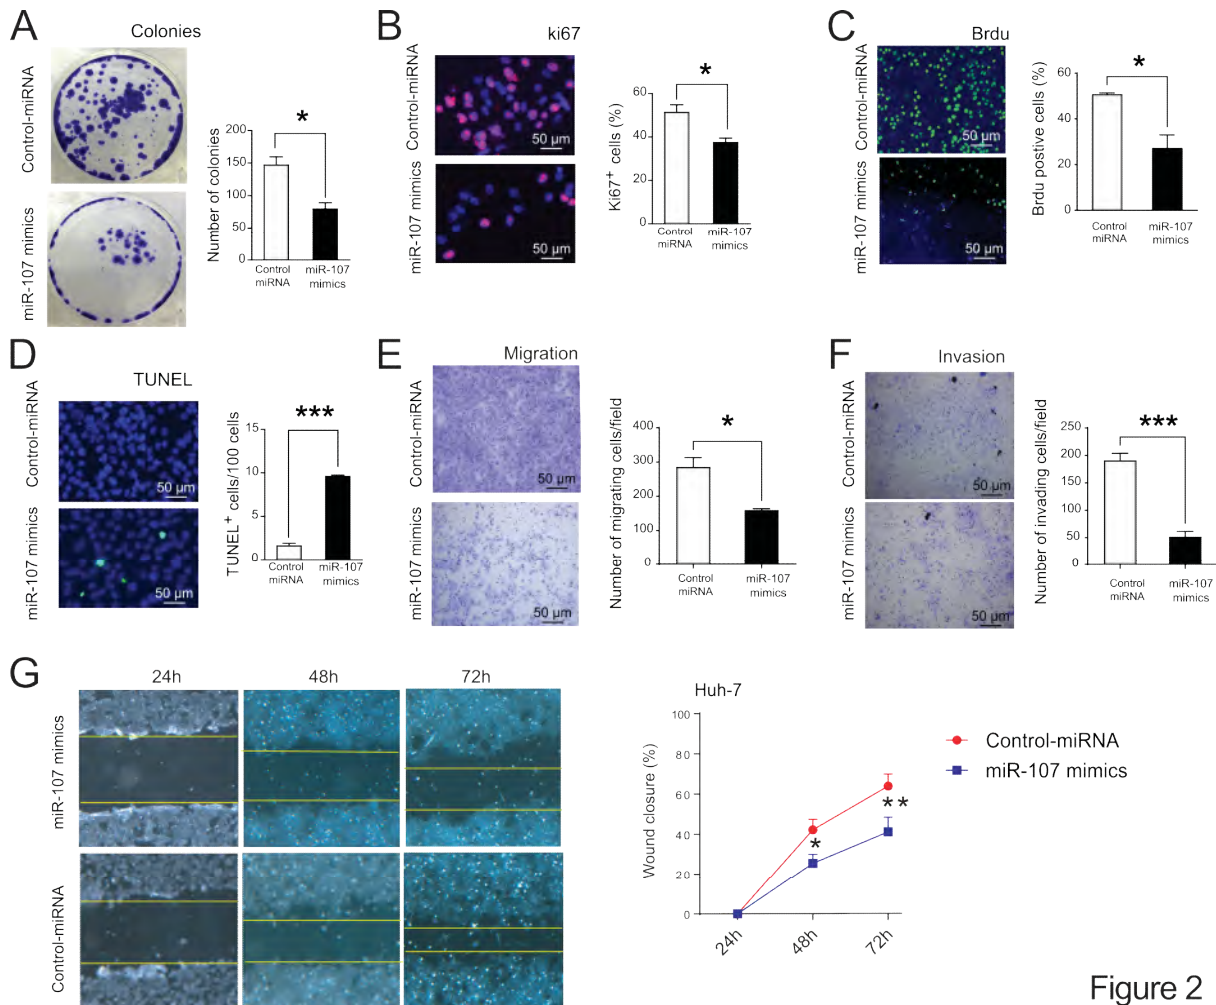 A
Colonies
Control-miRNA
miR-107 mimics
Number of colonies
200
150
100
50
0
*
Control
miRNA
miR-107
mimics
B
ki67
Control-miRNA
miR-107 mimics
50 µm
50 µm
Ki67+ cells (%)
60
40
20
0
*
Control
miRNA
miR-107
mimics
C
Brdu
Control-miRNA
miR-107 mimics
50 µm
50 µm
Brdu postive cells (%)
60
40
20
0
*
Control
miRNA
miR-107
mimics
D
TUNEL
Control-miRNA
miR-107 mimics
50 µm
50 µm
TUNEL+ cells/100 cells
15
10
5
0
***
Control
miRNA
miR-107
mimics
E
Migration
Control-miRNA
miR-107 mimics
50 µm
50 µm
Number of migrating cells/field
400
300
200
100
0
*
Control
miRNA
miR-107
mimics
F
Invasion
Control-miRNA
miR-107 mimics
50 µm
50 µm
Number of invading cells/field
250
200
150
100
50
0
***
Control
miRNA
miR-107
mimics
G
24h
48h
72h
miR-107 mimics
Control-miRNA
Huh-7
Wound closure (%)
100
80
60
40
20
0
*
**
24h
48h
72h
Control-miRNA
miR-107 mimics
Figure 2